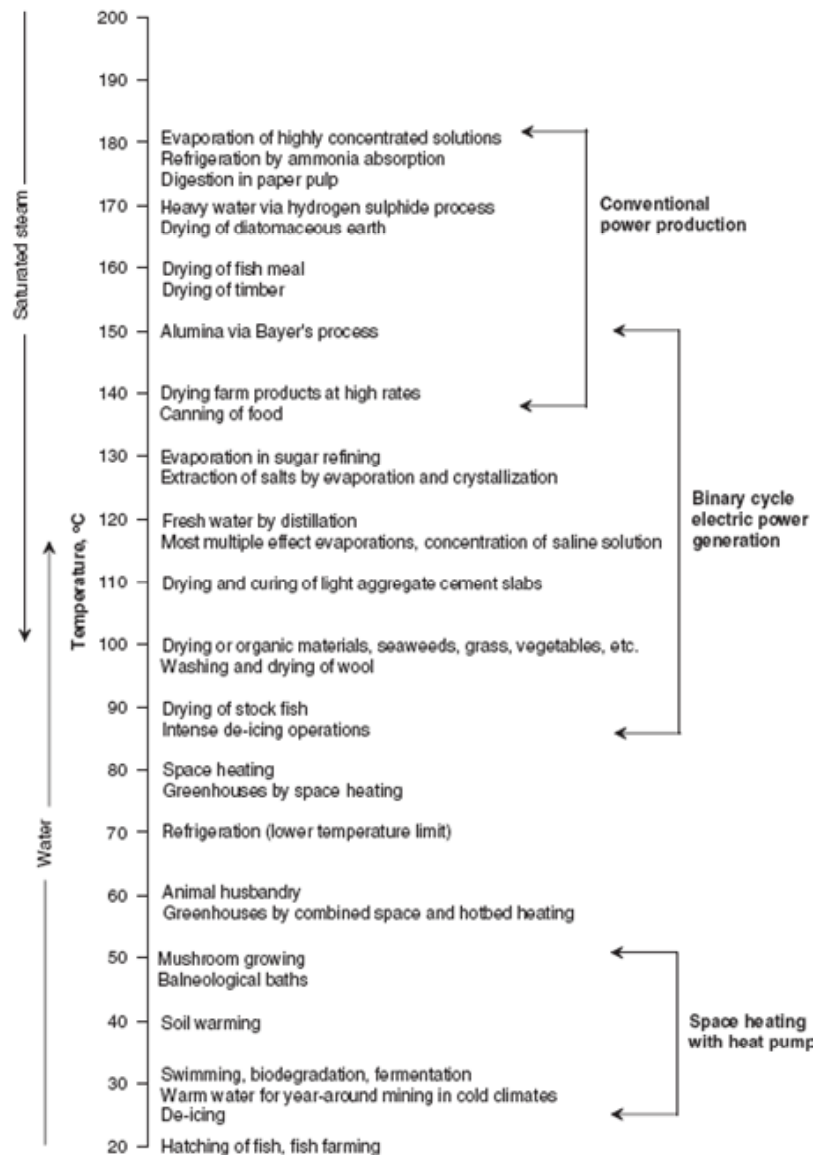 200
190
180
Evaporation of highly concentrated solutions
Refrigeration by ammonia absorption
Digestion in paper pulp
170
Heavy water via hydrogen sulphide process
Drying of diatomaceous earth
Conventional
power production
160
Drying of fish meal
Drying of timber
Saturated steam
150
Alumina via Bayer's process
140
Drying farm products at high rates
Canning of food
130
Evaporation in sugar refining
Extraction of salts by evaporation and crystallization
Binary cycle
electric power
generation
120
Fresh water by distillation
Most multiple effect evaporations, concentration of saline solution
Temperature, ºC
110
Drying and curing of light aggregate cement slabs
100
Drying or organic materials, seaweeds, grass, vegetables, etc.
Washing and drying of wool
90
Drying of stock fish
Intense de-icing operations
80
Space heating
Greenhouses by space heating
Water
70
Refrigeration (lower temperature limit)
60
Animal husbandry
Greenhouses by combined space and hotbed heating
50
Mushroom growing
Balneological baths
40
Soil warming
Space heating
with heat pump
30
Swimming, biodegradation, fermentation
Warm water for year-around mining in cold climates
De-icing
20
Hatching of fish, fish farming